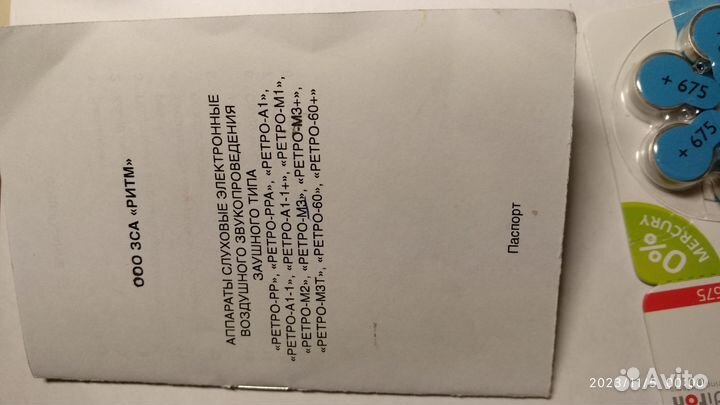 ООО ЗСА «РИТМ»
АППАРАТЫ СЛУХОВЫЕ ЭЛЕКТРОННЫЕ
ВОЗДУШНОГО ЗВУКОПРОВЕДЕНИЯ
ЗАУШНОГО ТИПА
«РЕТРО-РР», «РЕТРО-РРА», «РЕТРО-А1»,
«РЕТРО-А1-1», «РЕТРО-А1-1+», «РЕТРО-М1»,
«РЕТРО-М2», «РЕТРО-М3», «РЕТРО-М3+»,
«РЕТРО-М3Т», «РЕТРО-60», «РЕТРО-60+»
Паспорт
+ 675
+ 675
0%
MERCURY
675
2023/11/5 00:00
Avito